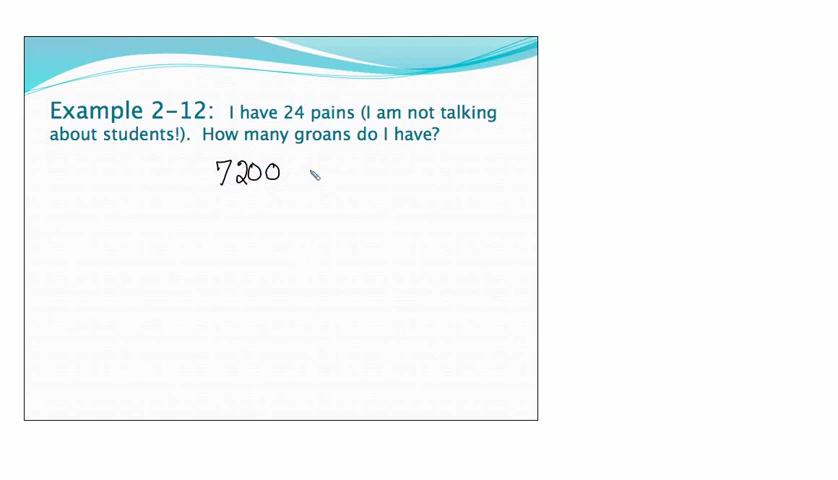 Example 2-12: I have 24 pains (I am not talking
about students!). How many groans do I have?
7200